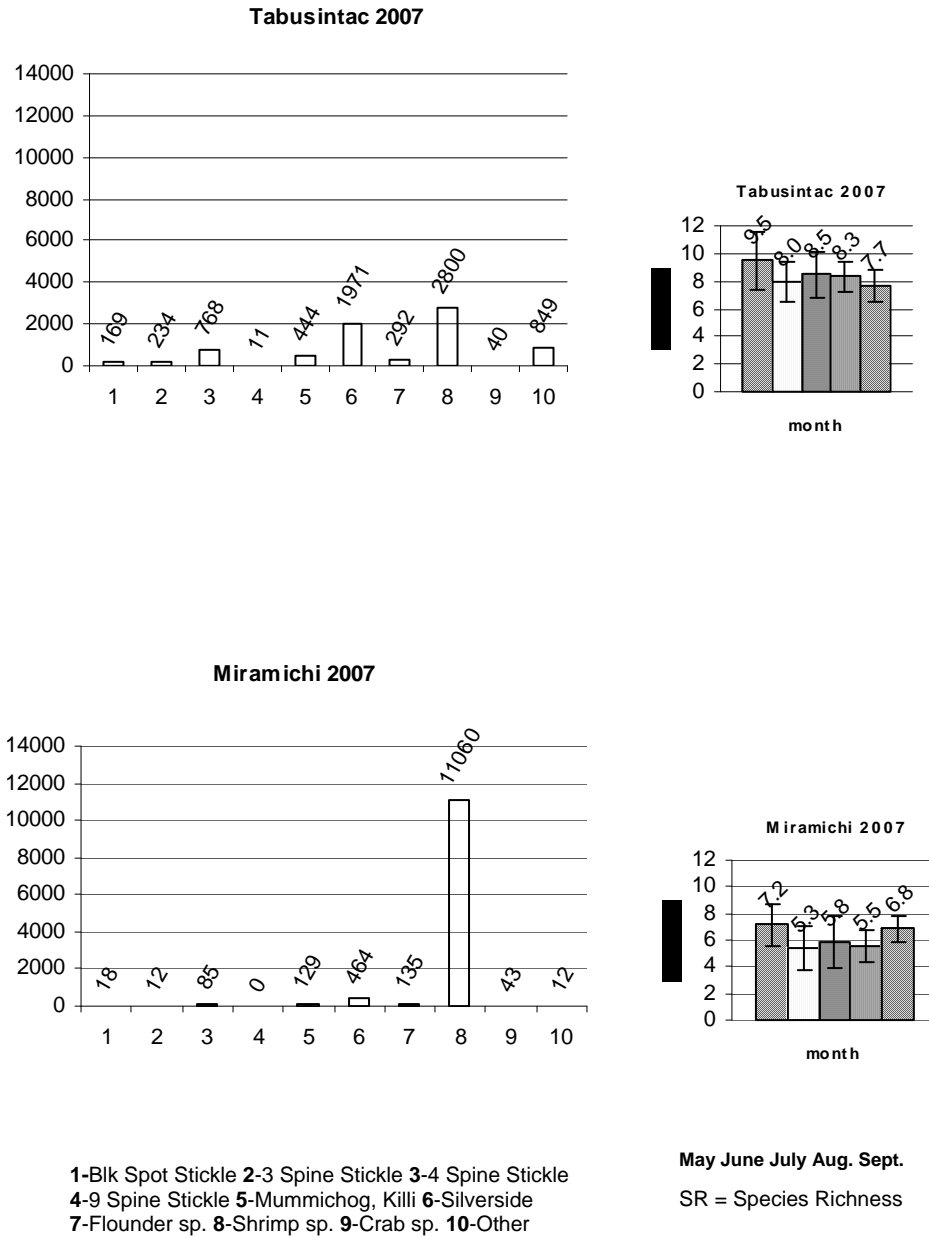 Tabusintac 2007
14000
12000
10000
8000
6000
4000
2000
0
169 234 768 11 444 1971 292 2800 40 849
1 2 3 4 5 6 7 8 9 10
Tabusintac 2007
12
10
8
6
4
2
0
9.5 8.0 8.5 8.3 7.7
month
Miramichi 2007
14000
12000
10000
8000
6000
4000
2000
0
18 12 85 0 129 464 135 11060 43 12
1 2 3 4 5 6 7 8 9 10
Miramichi 2007
12
10
8
6
4
2
0
7.2 5.3 5.8 5.5 6.8
month
1-Blk Spot Stickle 2-3 Spine Stickle 3-4 Spine Stickle
4-9 Spine Stickle 5-Mummichog, Killi 6-Silverside
7-Flounder sp. 8-Shrimp sp. 9-Crab sp. 10-Other
May June July Aug. Sept.
SR = Species Richness